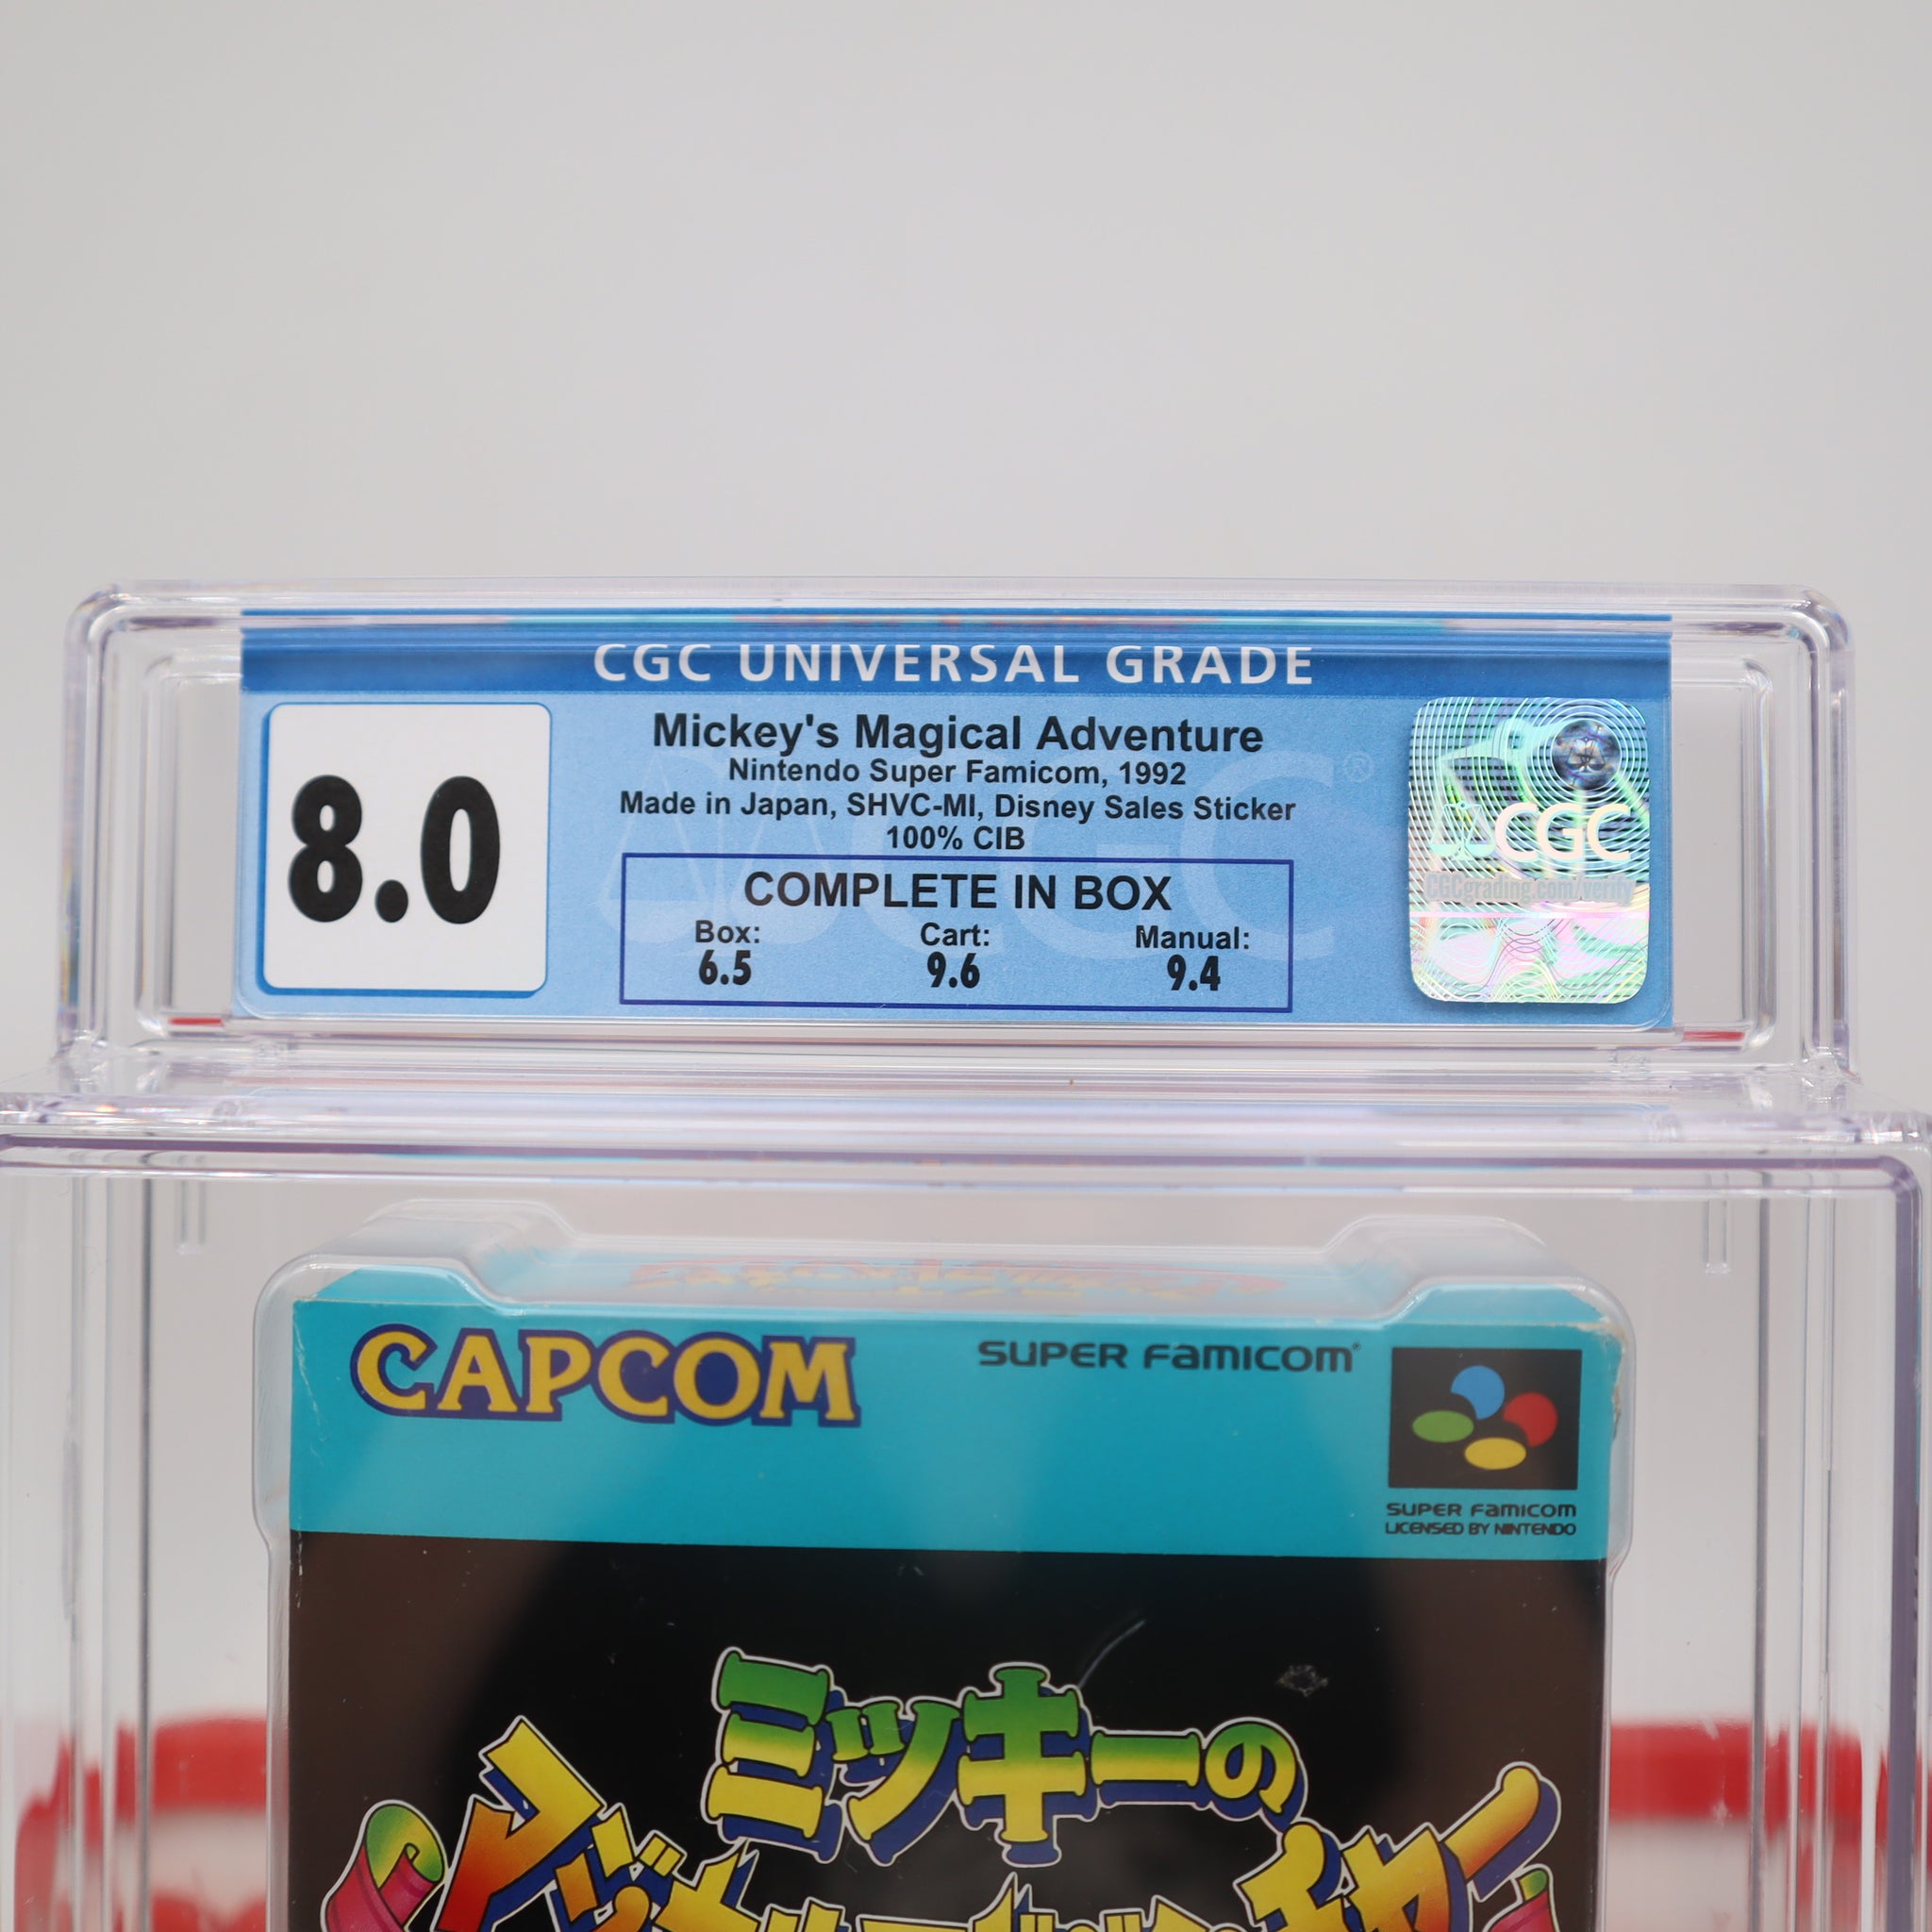 CGC UNIVERSAL GRADE
8.0
Mickey's Magical Adventure
Nintendo Super Famicom, 1992
Made in Japan, SHVC-MI, Disney Sales Sticker
100% CIB
COMPLETE IN BOX
Box: Cart: Manual:
6.5 9.6 9.4
CGC
CGCgrading.com/verify
CGC®
CAPCOM
SUPER FAMICOM
SUPER FAMICOM
LICENSED BY NINTENDO
ミッキーの